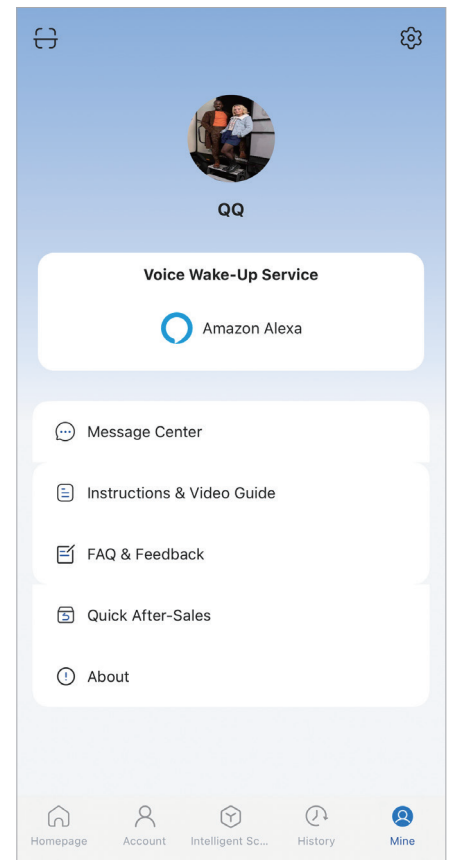 QQ
Voice Wake-Up Service
Amazon Alexa
Message Center
Instructions & Video Guide
FAQ & Feedback
Quick After-Sales
About
Homepage
Account
Intelligent Sc...
History
Mine